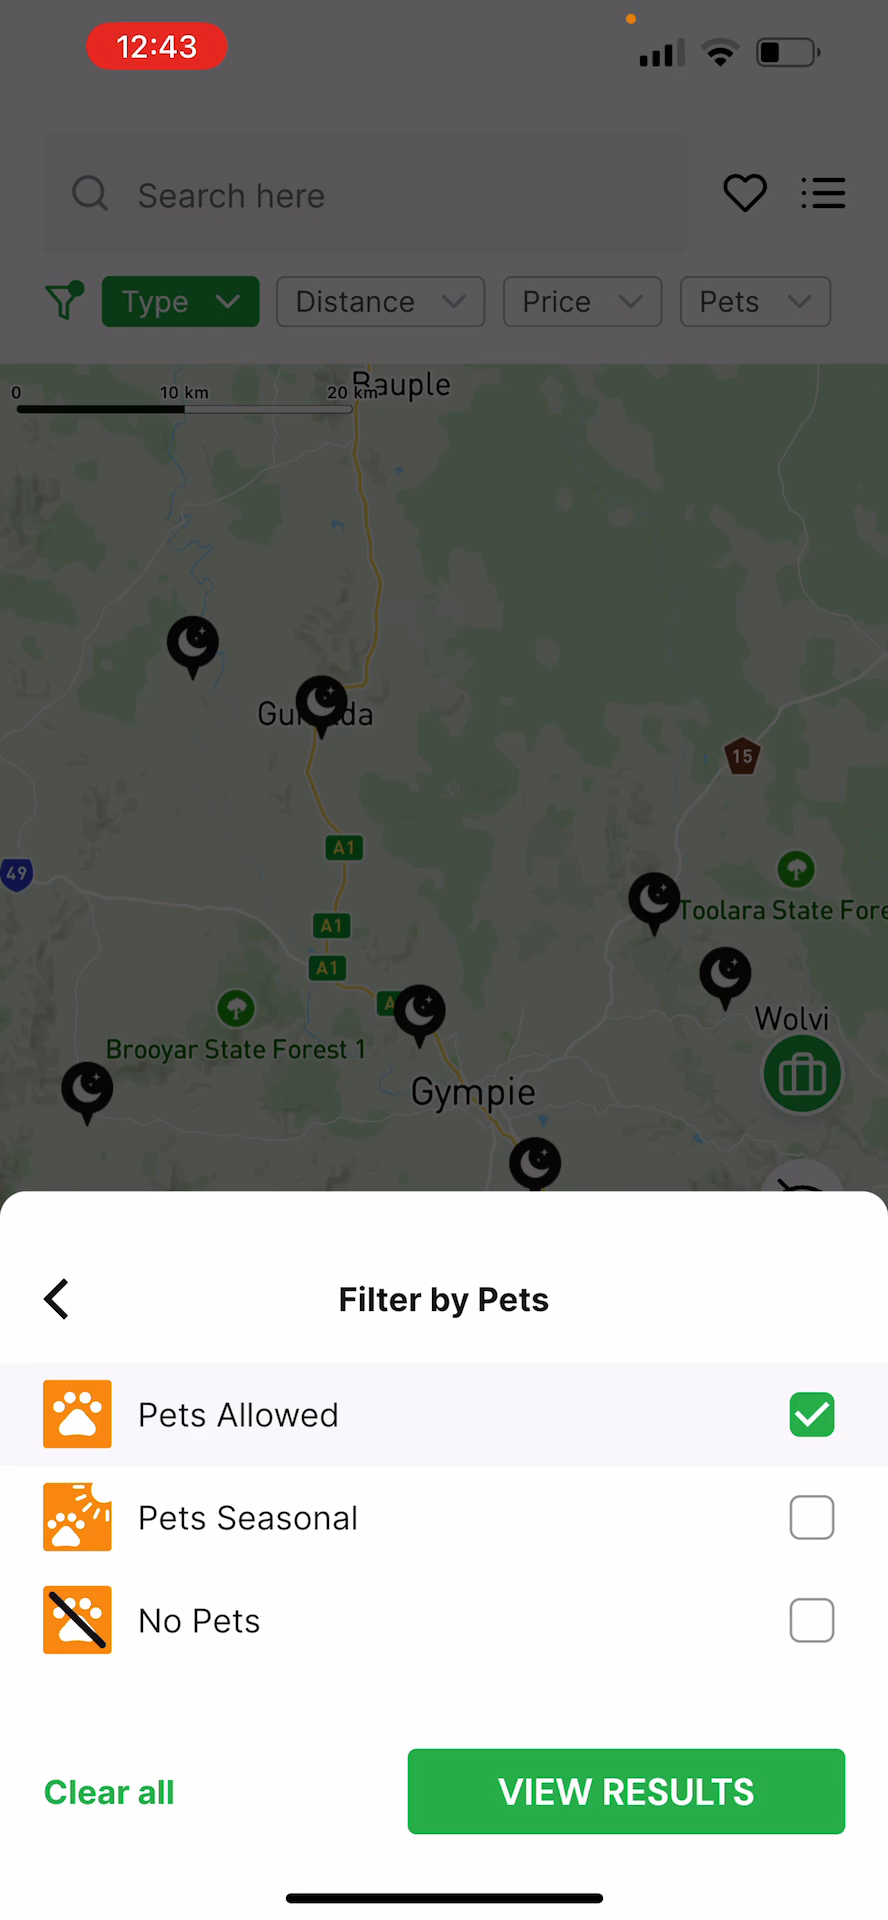 12:43
Search here
Type
Distance
Price
Pets
0 10 km 20 km
Bauple
15
A1
49
Toolara State Fore
A1
A1
A
Wolvi
Brooyar State Forest 1
Gympie
Filter by Pets
Pets Allowed
Pets Seasonal
No Pets
Clear all
VIEW RESULTS